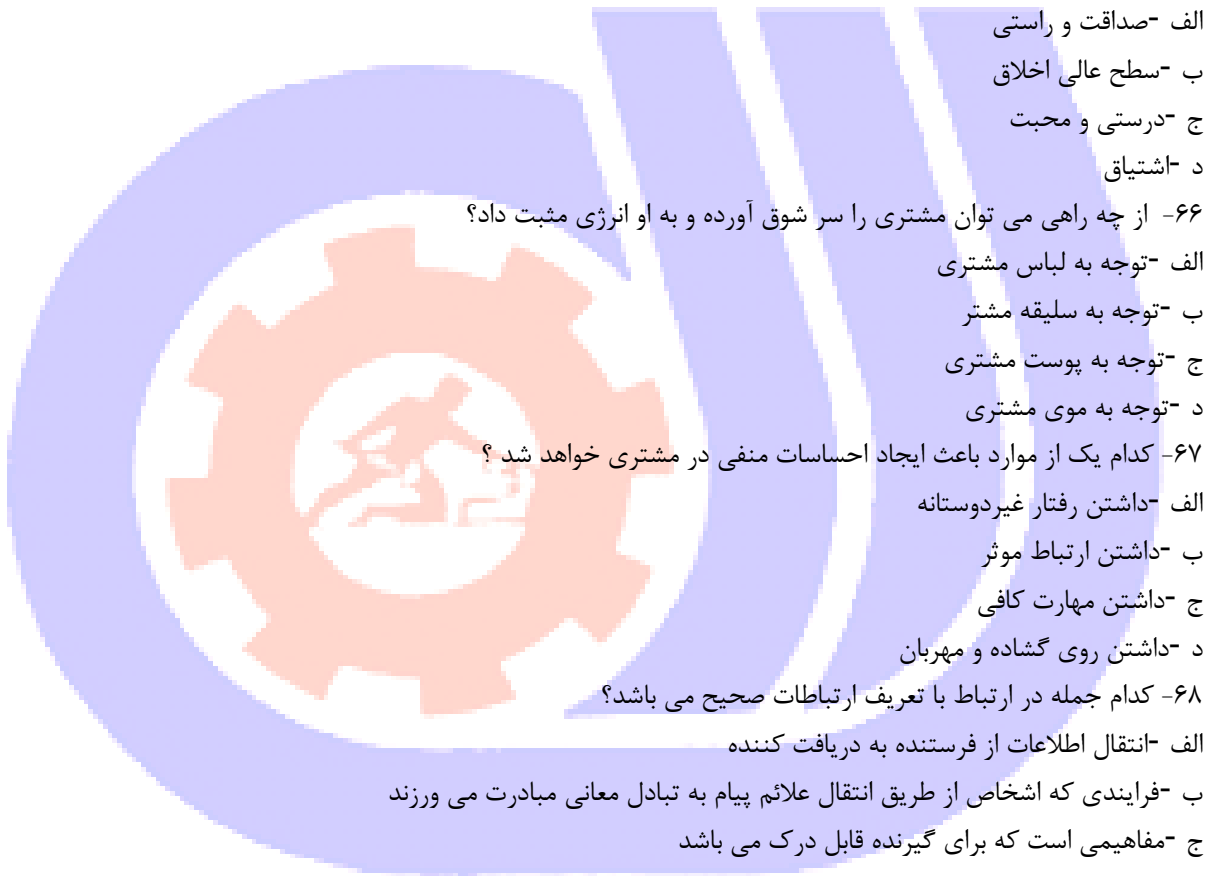 الف -صداقت و راستی
ب -سطح عالی اخلاق
ج -درستی و محبت
د -اشتیاق
۶۶- از چه راهی می توان مشتری را سر شوق آورده و به او انرژی مثبت داد؟
الف -توجه به لباس مشتری
ب -توجه به سلیقه مشتر
ج -توجه به پوست مشتری
د -توجه به موی مشتری
۶۷- کدام یک از موارد باعث ایجاد احساسات منفی در مشتری خواهد شد ؟
الف -داشتن رفتار غیردوستانه
ب -داشتن ارتباط موثر
ج -داشتن مهارت کافی
د -داشتن روی گشاده و مهربان
۶۸- کدام جمله در ارتباط با تعریف ارتباطات صحیح می باشد؟
الف -انتقال اطلاعات از فرستنده به دریافت کننده
ب -فرایندی که اشخاص از طریق انتقال علائم پیام به تبادل معانی مبادرت می ورزند
ج -مفاهیمی است که برای گیرنده قابل درک می باشد